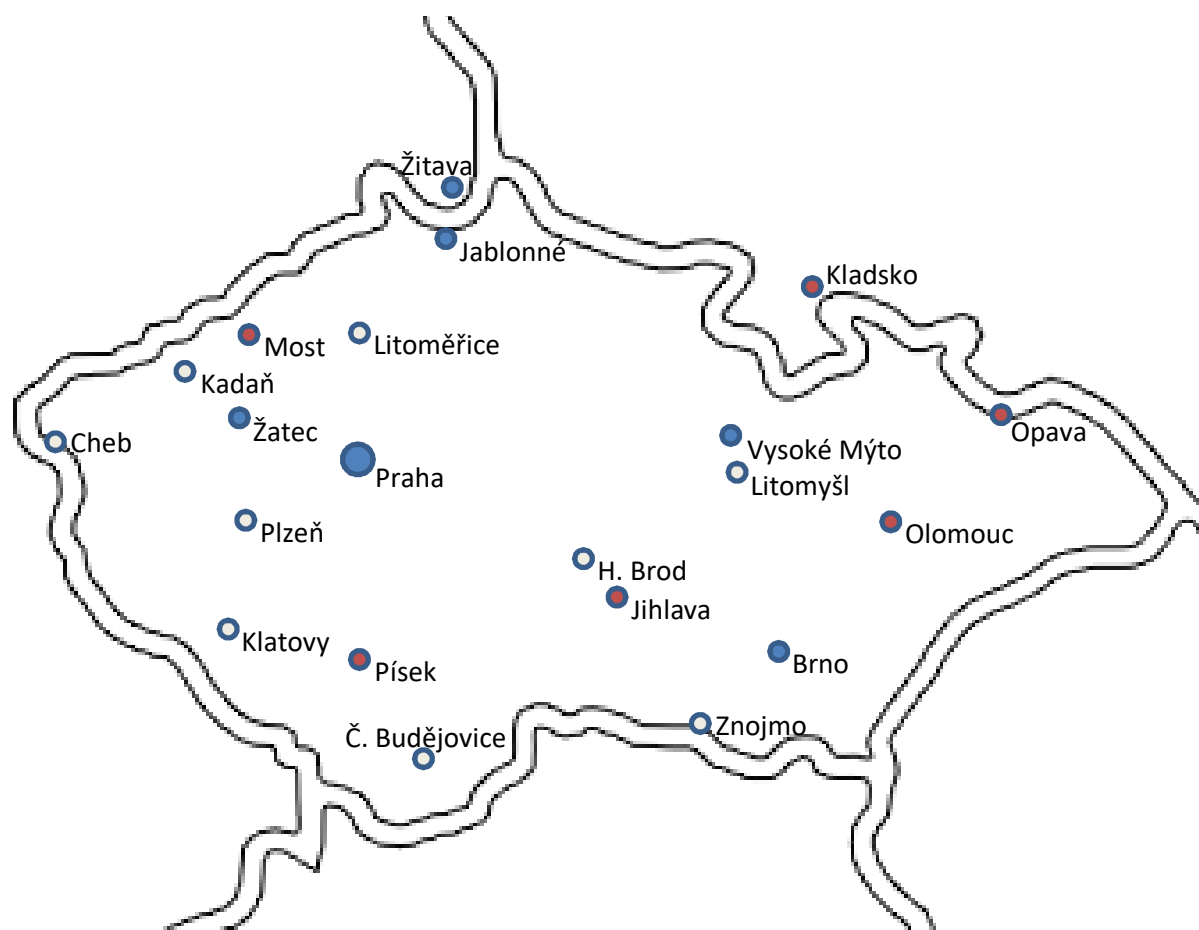 Žitava
Jablonné
Kladsko
Most
Litoměřice
Kadaň
Žatec
Cheb
Opava
Praha
Vysoké Mýto
Litomyšl
Plzeň
Olomouc
H. Brod
Jihlava
Klatovy
Písek
Brno
Znojmo
Č. Budějovice